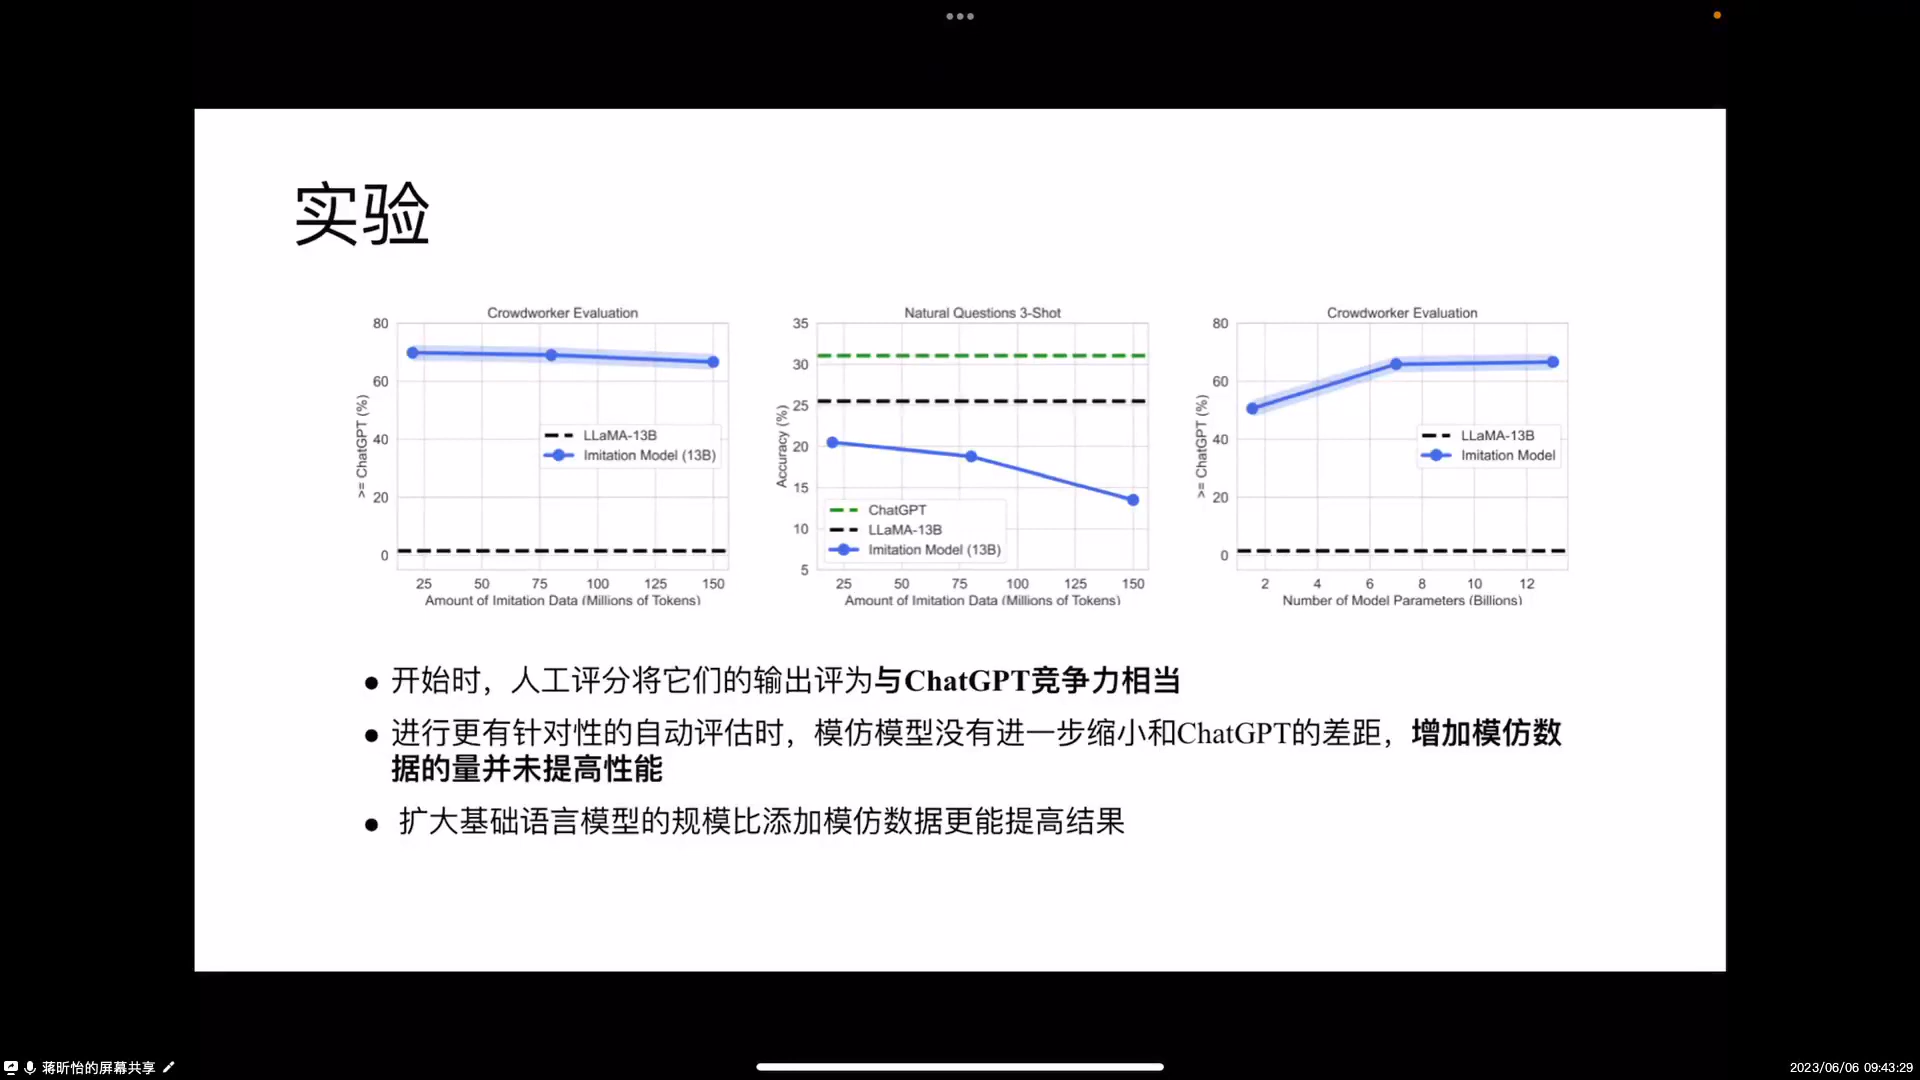 实验
Crowdworker Evaluation
80
60
40
20
0
>= ChatGPT (%)
LLaMA-13B
Imitation Model (13B)
25 50 75 100 125 150
Amount of Imitation Data (Millions of Tokens)
Natural Questions 3-Shot
35
30
25
20
15
10
5
Accuracy (%)
ChatGPT
LLaMA-13B
Imitation Model (13B)
25 50 75 100 125 150
Amount of Imitation Data (Millions of Tokens)
Crowdworker Evaluation
80
60
40
20
0
>= ChatGPT (%)
LLaMA-13B
Imitation Model
2 4 6 8 10 12
Number of Model Parameters (Billions)
● 开始时，人工评分将它们的输出评为与ChatGPT竞争力相当
● 进行更有针对性的自动评估时，模仿模型没有进一步缩小和ChatGPT的差距，增加模仿数
据的量并未提高性能
● 扩大基础语言模型的规模比添加模仿数据更能提高结果
蒋昕怡的屏幕共享
2023/06/06 09:43:29